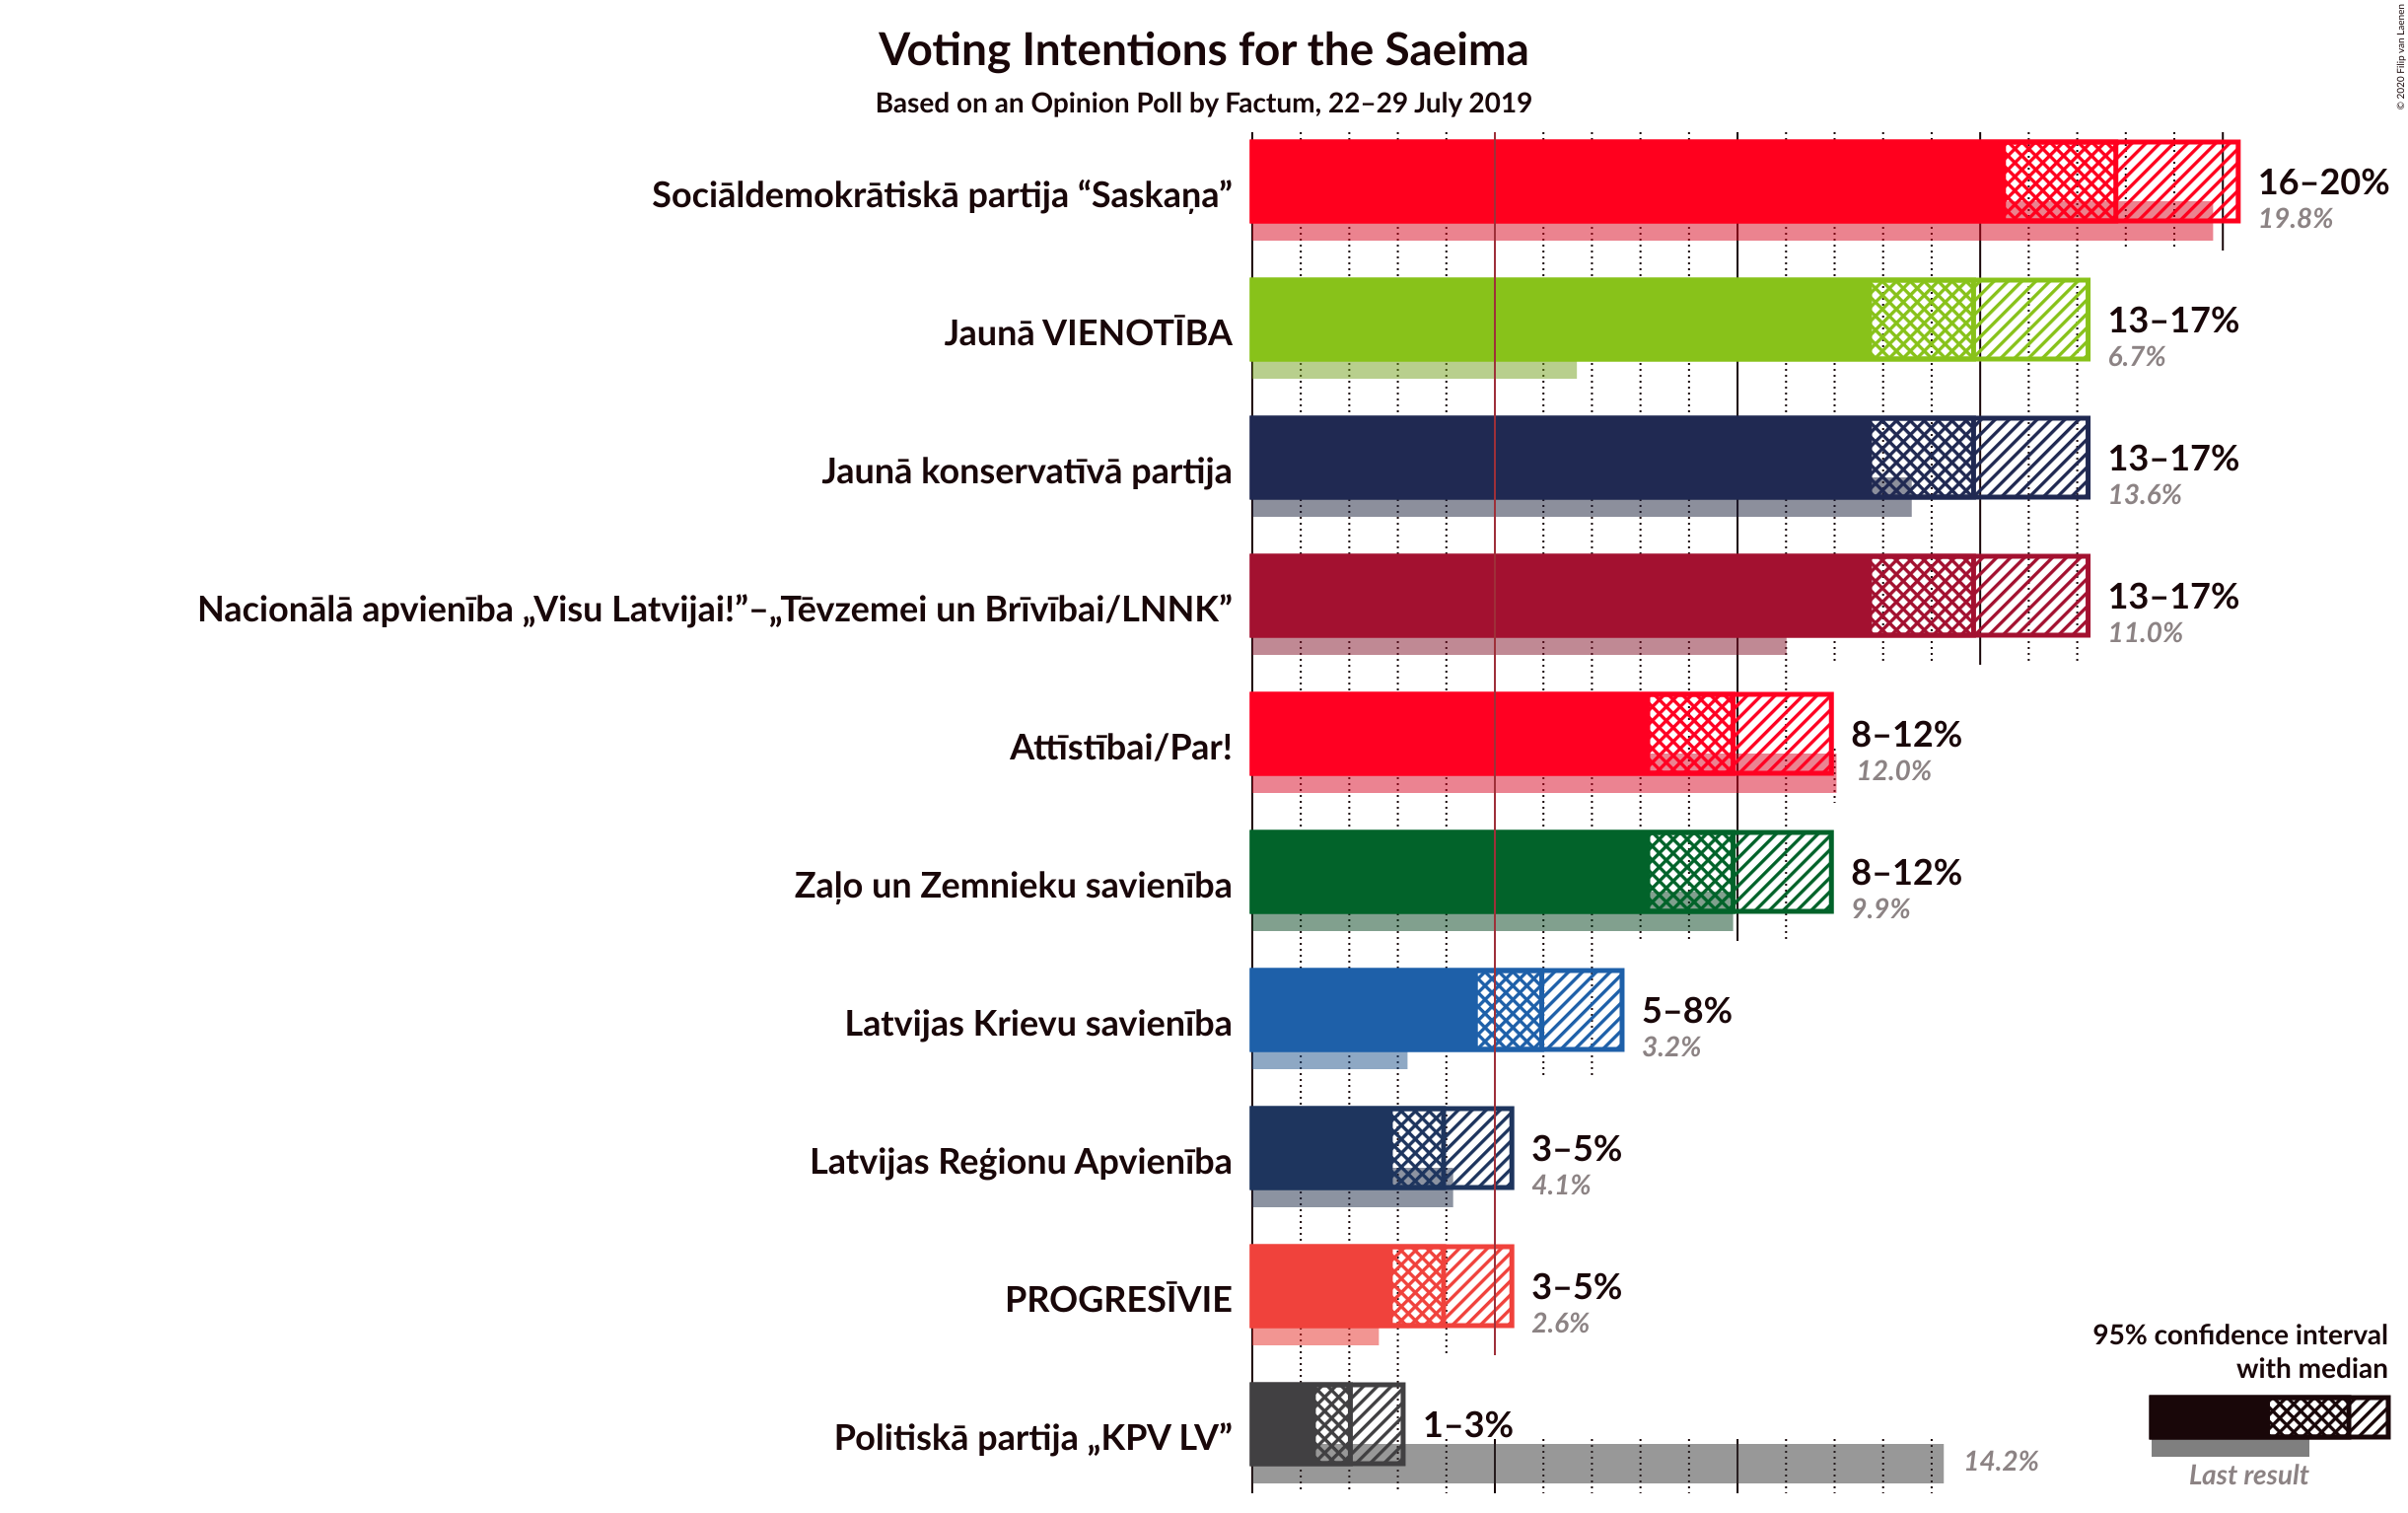 Voting Intentions for the Saeima
Based on an Opinion Poll by Factum, 22–29 July 2019
© 2020 Filip van Laenen
Sociāldemokrātiskā partija “Saskaņa”
16–20%
19.8%
Jaunā VIENOTĪBA
13–17%
6.7%
Jaunā konservatīvā partija
13–17%
13.6%
Nacionālā apvienība „Visu Latvijai!”–„Tēvzemei un Brīvībai/LNNK”
13–17%
11.0%
Attīstībai/Par!
8–12%
12.0%
Zaļo un Zemnieku savienība
8–12%
9.9%
Latvijas Krievu savienība
5–8%
3.2%
Latvijas Reģionu Apvienība
3–5%
4.1%
PROGRESĪVIE
3–5%
2.6%
Politiskā partija „KPV LV”
1–3%
14.2%
95% confidence interval
with median
Last result